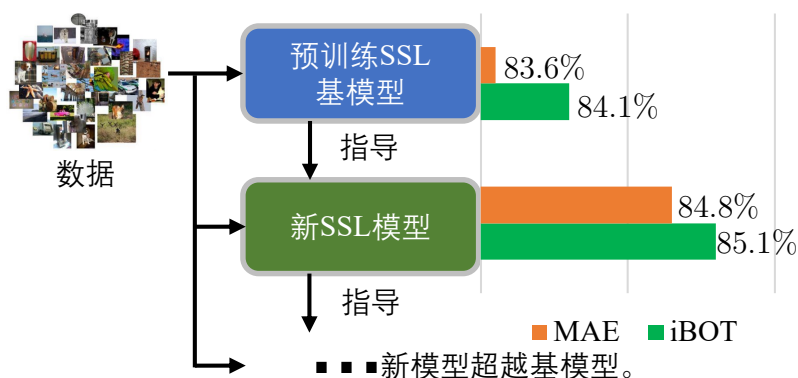 预训练SSL
基模型
83.6%
84.1%
数据
指导
新SSL模型
84.8%
85.1%
指导
MAE
iBOT
▪ ▪ ▪新模型超越基模型。